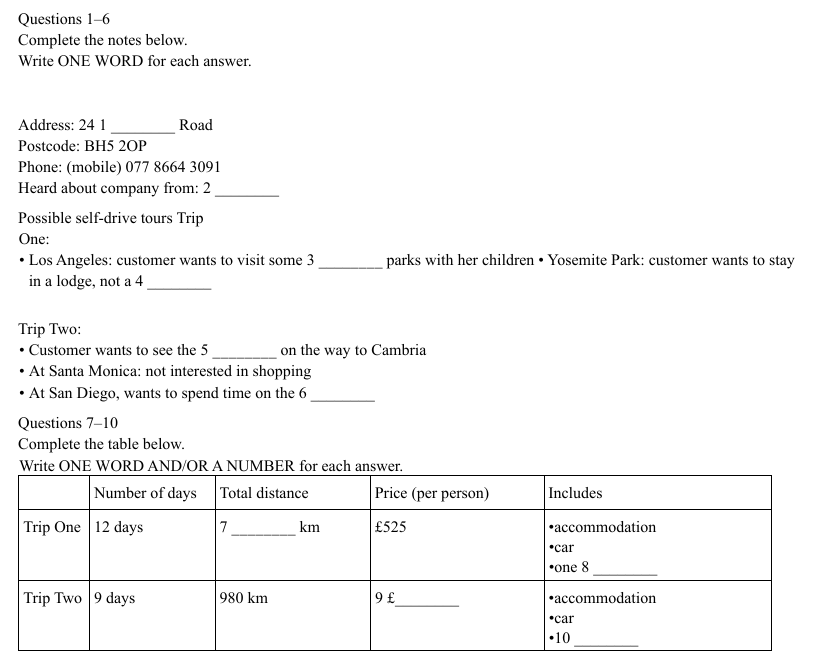 Questions 1–6
Complete the notes below.
Write ONE WORD for each answer.
Address: 24 1 ________ Road
Postcode: BH5 2OP
Phone: (mobile) 077 8664 3091
Heard about company from: 2 ________
Possible self-drive tours Trip
One:
• Los Angeles: customer wants to visit some 3 ________ parks with her children • Yosemite Park: customer wants to stay
in a lodge, not a 4 ________
Trip Two:
• Customer wants to see the 5 ________ on the way to Cambria
• At Santa Monica: not interested in shopping
• At San Diego, wants to spend time on the 6 ________
Questions 7–10
Complete the table below.
Write ONE WORD AND/OR A NUMBER for each answer.
Number of days Total distance Price (per person) Includes
Trip One 12 days 7 ________ km £525 •accommodation
•car
•one 8 ________
Trip Two 9 days 980 km 9 £________ •accommodation
•car
•10 ________